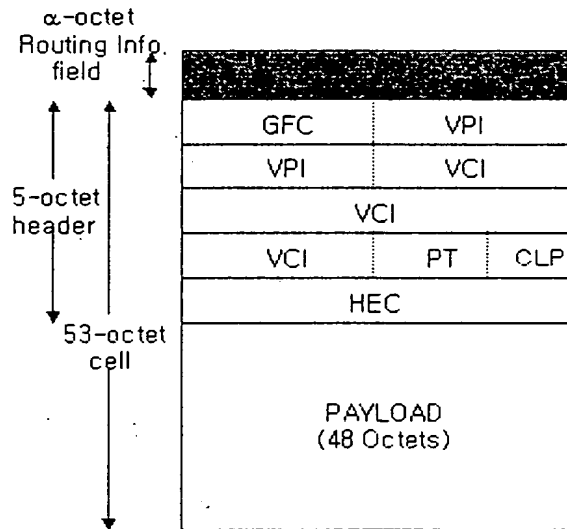 α-octet
Routing Info.
field
GFC VPI
VPI VCI
5-octet
header
VCI
VCI PT CLP
HEC
53-octet
cell
PAYLOAD
(48 Octets)